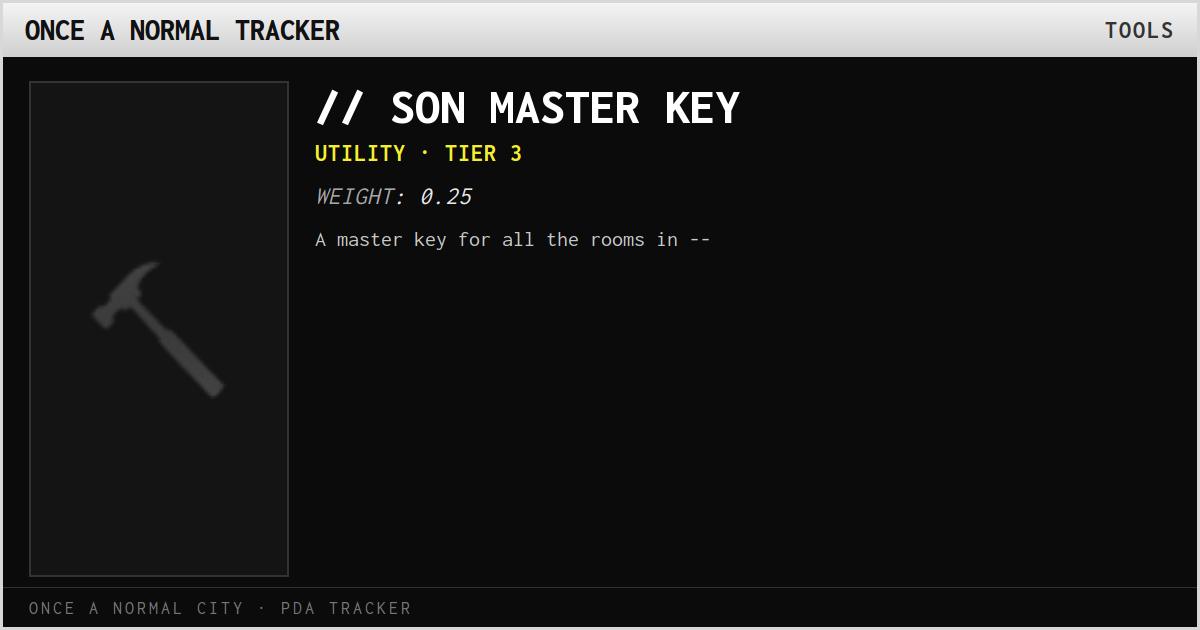 ONCE A NORMAL TRACKER
TOOLS
// SON MASTER KEY
UTILITY · TIER 3
WEIGHT: 0.25
A master key for all the rooms in --
ONCE A NORMAL CITY · PDA TRACKER